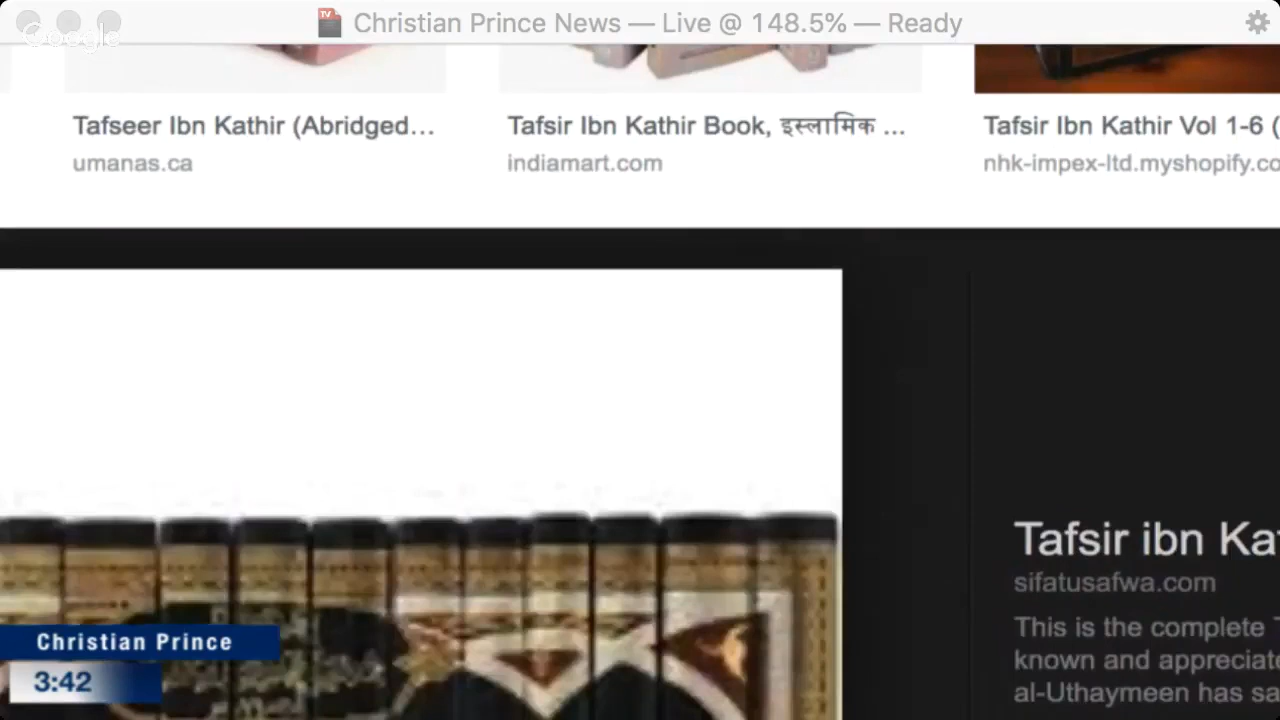 Christian Prince News — Live @ 148.5% — Ready
Google
Tafseer Ibn Kathir (Abridged...
umanas.ca
Tafsir Ibn Kathir Book, इस्लामिक ...
indiamart.com
Tafsir Ibn Kathir Vol 1-6 (
nhk-impex-ltd.myshopify.co
Tafsir ibn Ka
sifatusafwa.com
This is the complete
known and appreciate
al-Uthaymeen has sa
Christian Prince
3:42